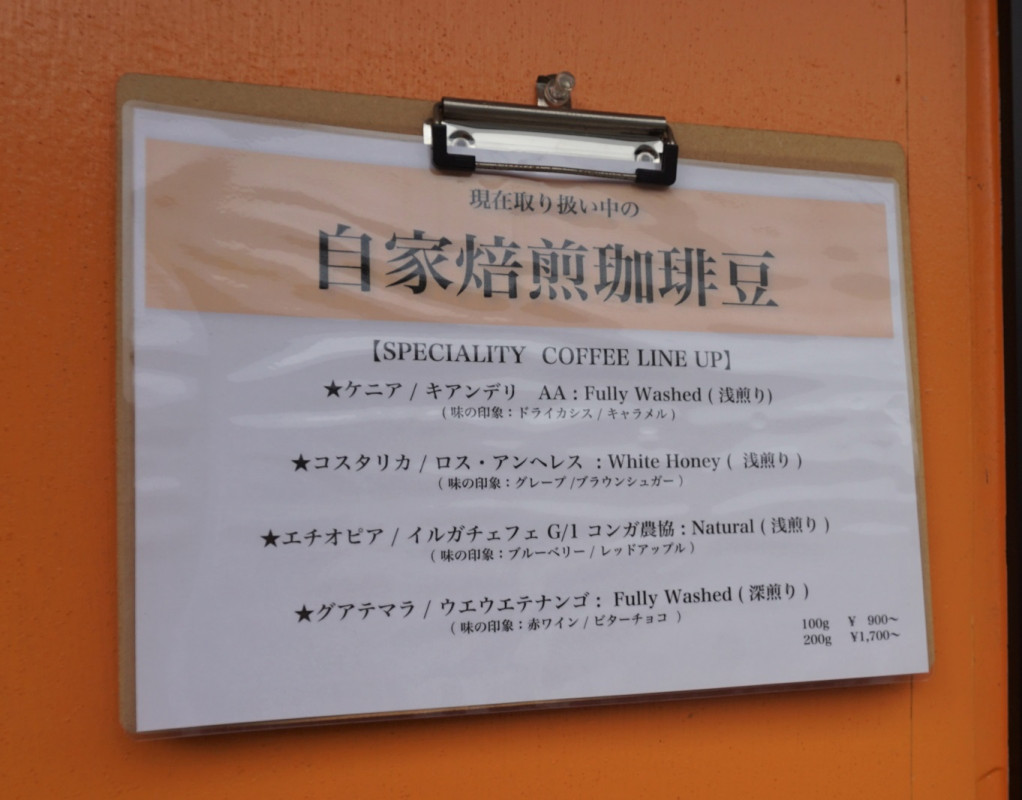 現在取り扱い中の
自家焙煎珈琲豆
【SPECIALITY COFFEE LINE UP】
★ケニア / キアンデリ AA : Fully Washed ( 浅煎り)
( 味の印象：ドライカシス / キャラメル )
★コスタリカ / ロス・アンヘレス : White Honey ( 浅煎り )
( 味の印象：グレープ /ブラウンシュガー )
★エチオピア / イルガチェフェ G/1 コンガ農協 : Natural ( 浅煎り )
( 味の印象：ブルーベリー / レッドアップル )
★グアテマラ / ウエウエテナンゴ : Fully Washed ( 深煎り )
( 味の印象：赤ワイン / ビターチョコ )
100g ¥ 900〜
200g ¥1,700〜